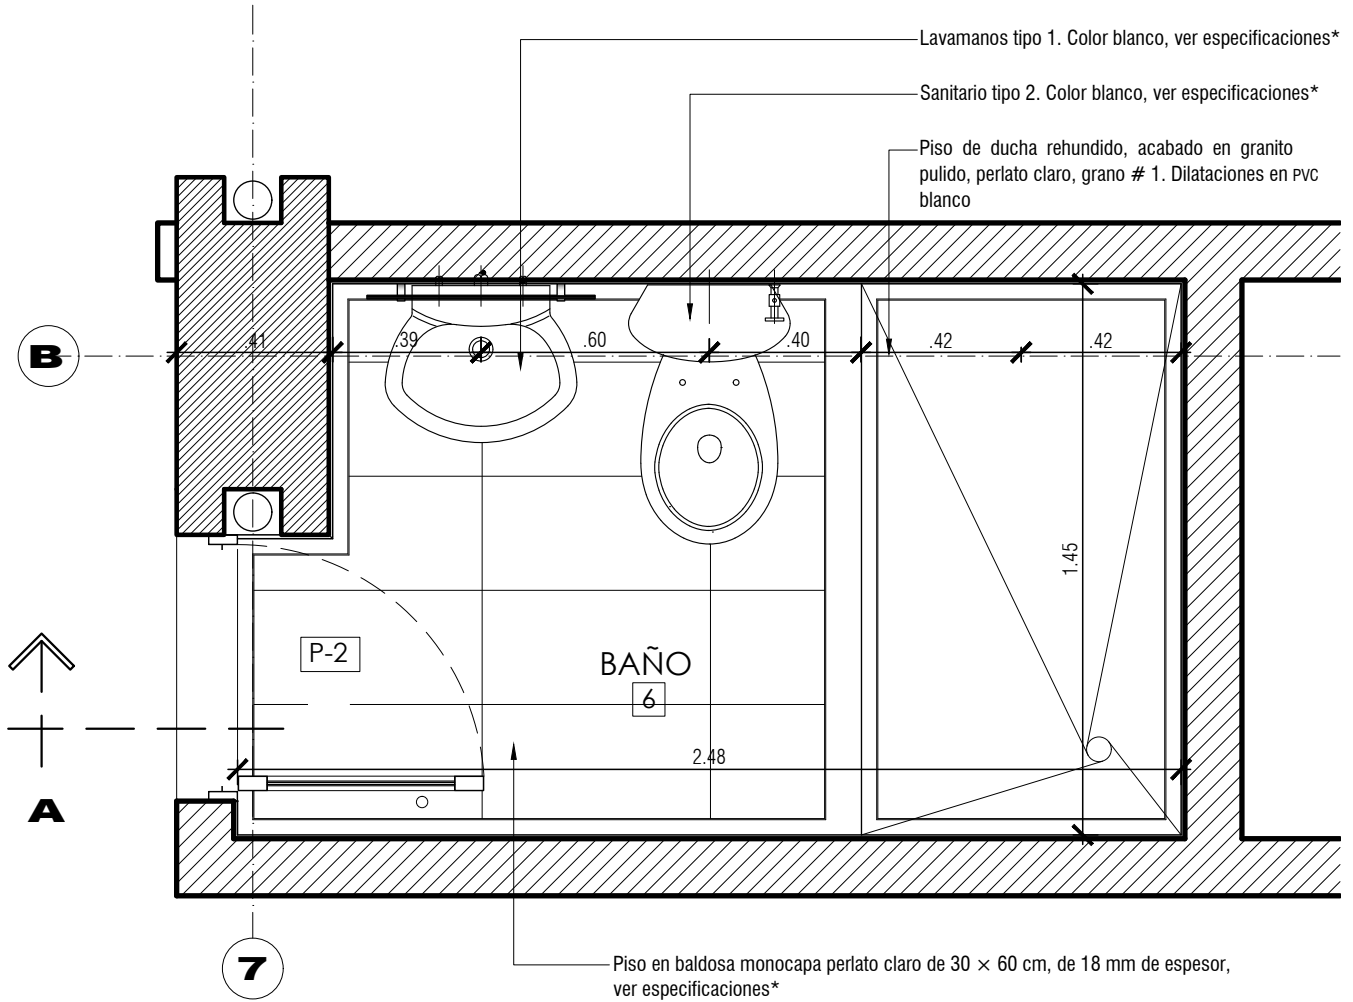 Lavamanos tipo 1. Color blanco, ver especificaciones*
Sanitario tipo 2. Color blanco, ver especificaciones*
Piso de ducha rehundido, acabado en granito
pulido, perlato claro, grano # 1. Dilataciones en PVC
blanco
B
.41
.39
.60
.40
.42
.42
1.45
P-2
BAÑO
6
2.48
A
7
Piso en baldosa monocapa perlato claro de 30 × 60 cm, de 18 mm de espesor,
ver especificaciones*